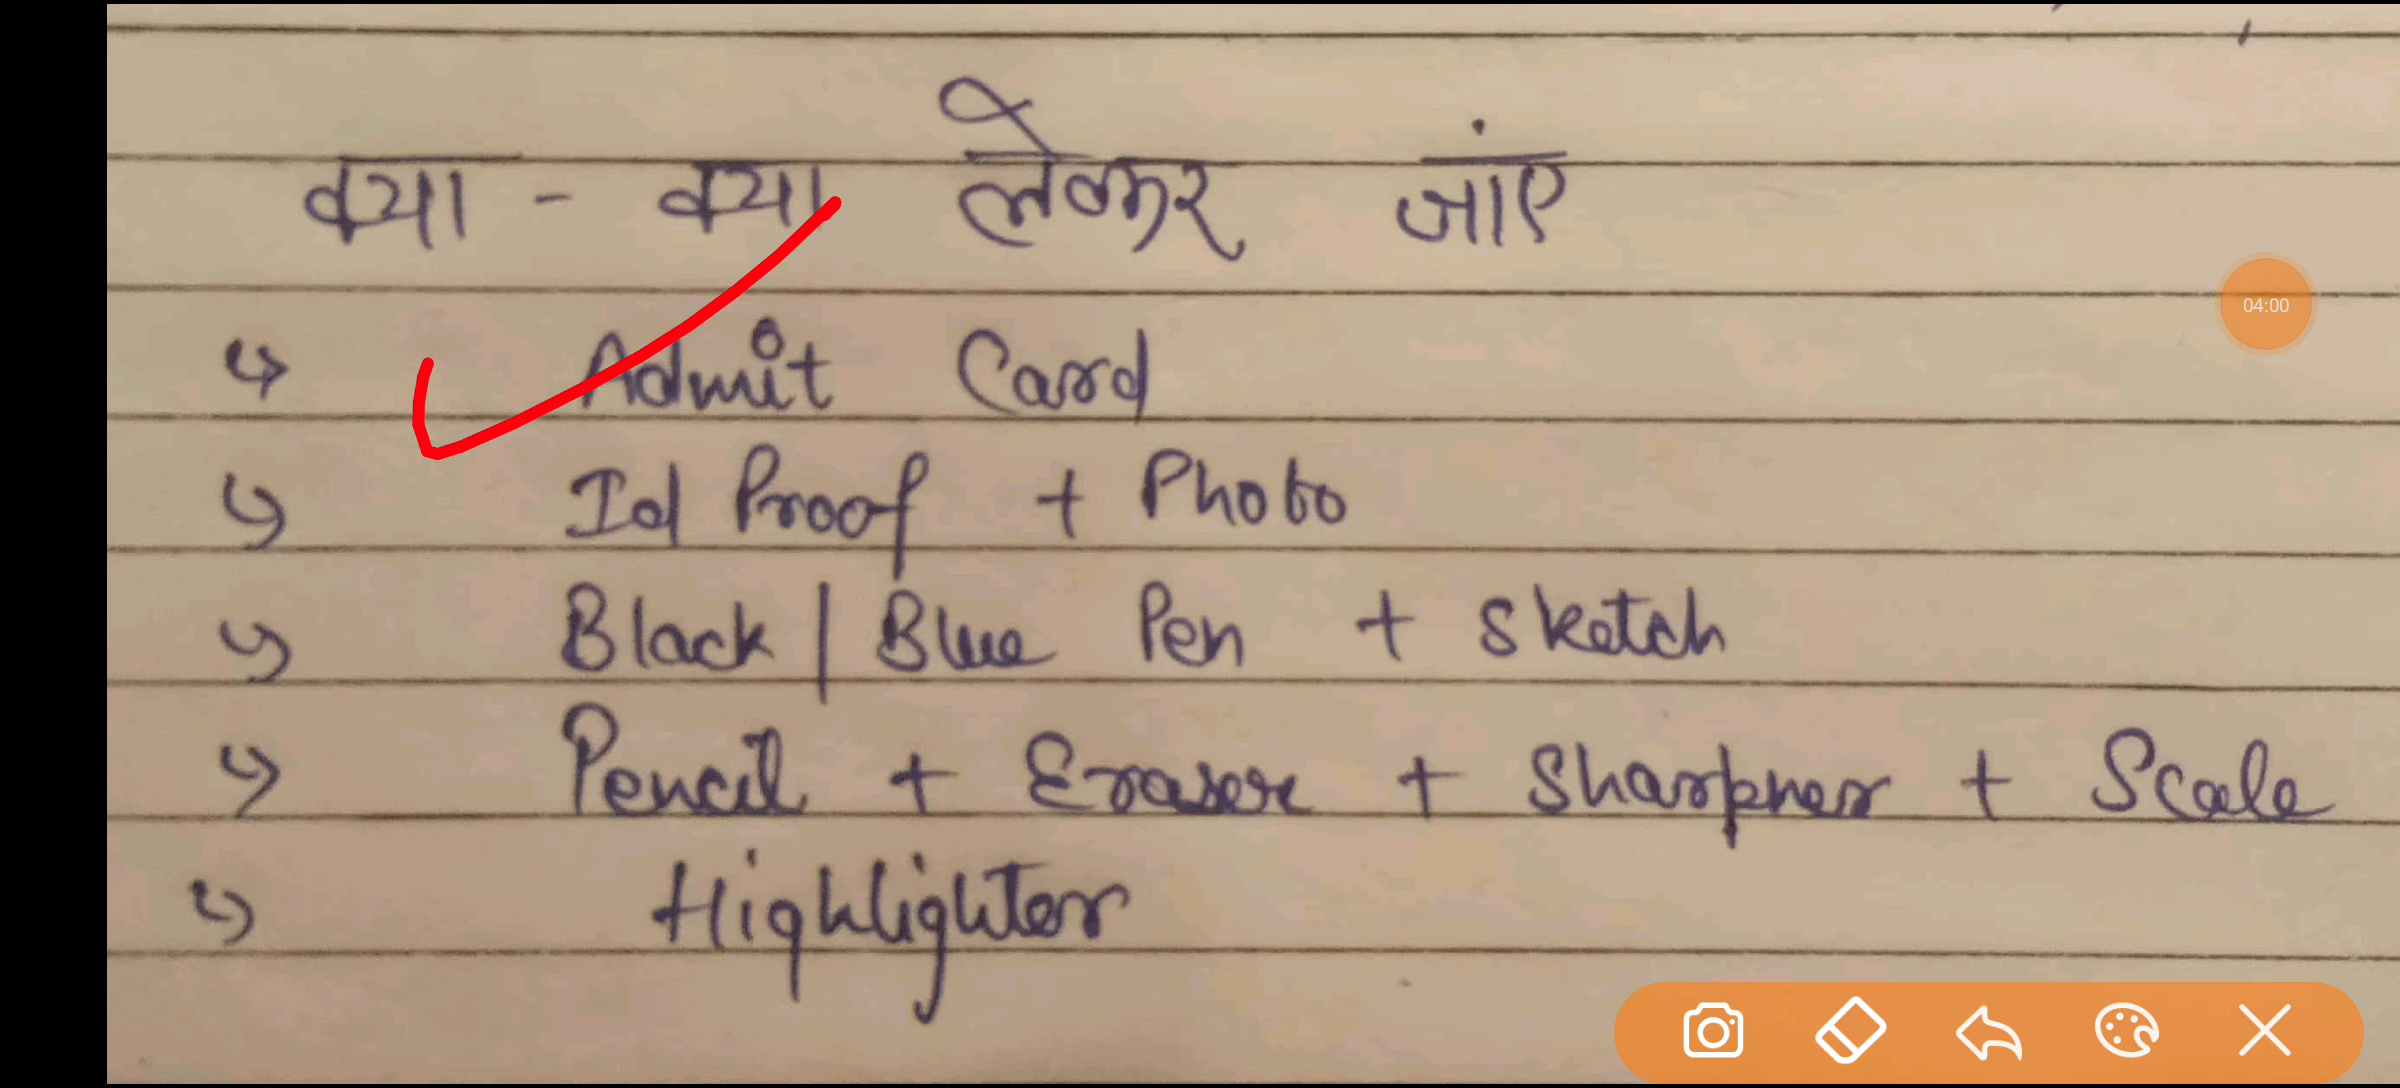 क्या - क्या लेकर जाएं
↳ Admit Card
04:00
↳ Id Proof + Photo
↳ Black | Blue Pen + Sketch
↳ Pencil + Eraser + Sharpner + Scale
↳ Highlighter